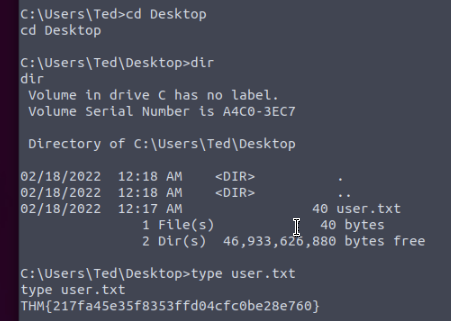 C:\Users\Ted>cd Desktop
cd Desktop
C:\Users\Ted\Desktop>dir
dir
Volume in drive C has no label.
Volume Serial Number is A4C0-3EC7
Directory of C:\Users\Ted\Desktop
02/18/2022  12:18 AM    <DIR>          .
02/18/2022  12:18 AM    <DIR>          ..
02/18/2022  12:17 AM                40 user.txt
1 File(s)             40 bytes
2 Dir(s)  46,933,626,880 bytes free
C:\Users\Ted\Desktop>type user.txt
type user.txt
THM{217fa45e35f8353ffd04cfc0be28e760}